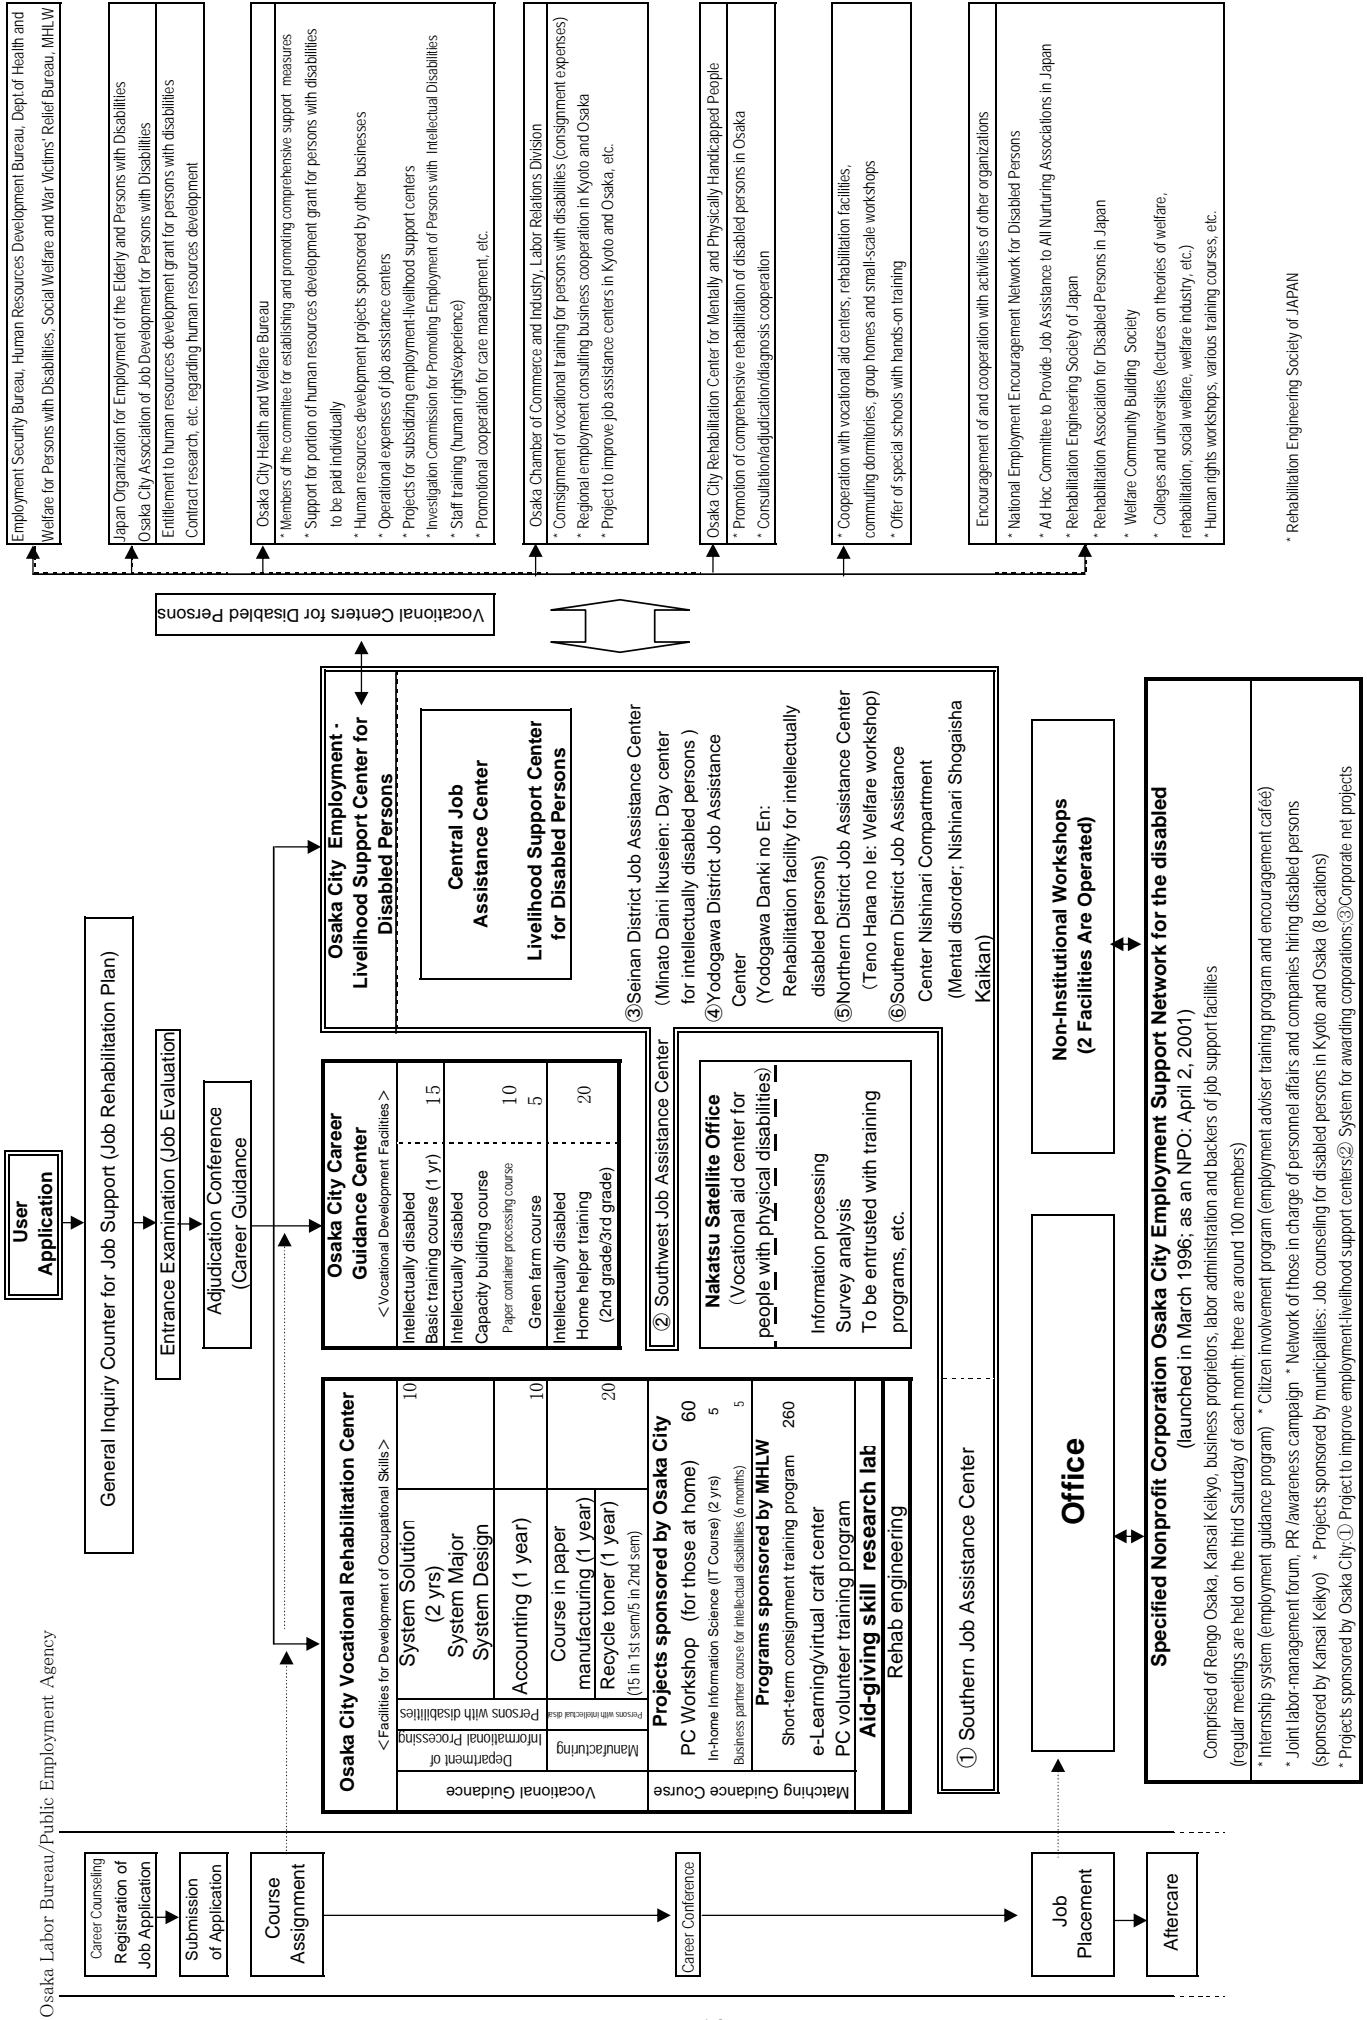 Osaka Labor Bureau/Public Employment Agency
Career Counseling
Registration of
Job Application
Submission
of Application
Course
Assignment
Career Conference
Job
Placement
Aftercare
User
Application
General Inquiry Counter for Job Support (Job Rehabilitation Plan)
Entrance Examination (Job Evaluation
Adjudication Conference
(Career Guidance
Osaka City Vocational Rehabilitation Center
<Facilities for Development of Occupational Skills>
Vocational Guidance
Department of
Informational Processing
Persons with disabilities
System Solution 10
(2 yrs)
System Major
System Design
Accounting (1 year) 10
Manufacturing
Persons with intellectual disa
Course in paper
manufacturing (1 year)
Recycle toner (1 year) 20
(15 in 1st sem/5 in 2nd sem)
Matching Guidance Course
Projects sponsored by Osaka City
PC Workshop (for those at home) 60
In-home Information Science (IT Course) (2 yrs) 5
Business partner course for intellectual disabilities (6 months) 5
Programs sponsored by MHLW
Short-term consignment training program 260
e-Learning/virtual craft center
PC volunteer training program
Aid-giving skill research lab
Rehab engineering
Osaka City Career
Guidance Center
<Vocational Development Facilities>
Intellectually disabled
Basic training course (1 yr) 15
Intellectually disabled
Capacity building course
Paper container processing course 10
Green farm course 5
Intellectually disabled
Home helper training 20
(2nd grade/3rd grade)
Osaka City Employment -
Livelihood Support Center for
Disabled Persons
Central Job
Assistance Center
Livelihood Support Center
for Disabled Persons
① Southern Job Assistance Center
② Southwest Job Assistance Center
Nakatsu Satellite Office
(Vocational aid center for
people with physical disabilities)
Information processing
Survey analysis
To be entrusted with training
programs, etc.
③Seinan District Job Assistance Center
(Minato Daini Ikuseien: Day center
for intellectually disabled persons )
④Yodogawa District Job Assistance
Center
(Yodogawa Danki no En:
Rehabilitation facility for intellectually
disabled persons)
⑤Northern District Job Assistance Center
(Teno Hana no Ie: Welfare workshop)
⑥Southern District Job Assistance
Center Nishinari Compartment
(Mental disorder; Nishinari Shogaisha
Kaikan)
Office
Non-Institutional Workshops
(2 Facilities Are Operated)
Specified Nonprofit Corporation Osaka City Employment Support Network for the disabled
(launched in March 1996; as an NPO: April 2, 2001)
Comprised of Rengo Osaka, Kansai Keikyo, business proprietors, labor administration and backers of job support facilities
(regular meetings are held on the third Saturday of each month; there are around 100 members)
* Internship system (employment guidance program) * Citizen involvement program (employment adviser training program and encouragement caféé)
* Joint labor-management forum, PR /awareness campaign * Network of those in charge of personnel affairs and companies hiring disabled persons
(sponsored by Kansai Keikyo) * Projects sponsored by municipalities: Job counseling for disabled persons in Kyoto and Osaka (8 locations)
* Projects sponsored by Osaka City:① Project to improve employment-livelihood support centers② System for awarding corporations:③Corporate net projects
Vocational Centers for Disabled Persons
Employment Security Bureau, Human Resources Development Bureau, Dept.of Health and
Welfare for Persons with Disabilities, Social Welfare and War Victims' Relief Bureau, MHLW
Japan Organization for Employment of the Elderly and Persons with Disabilities
Osaka City Association of Job Development for Persons with Disabilities
Entitlement to human resources development grant for persons with disabilities
Contract research, etc. regarding human resources development
Osaka City Health and Welfare Bureau
* Members of the committee for establishing and promoting comprehensive support measures
* Support for portion of human resources development grant for persons with disabilities
to be paid individually
* Human resources development projects sponsored by other businesses
* Operational expenses of job assistance centers
* Projects for subsidizing employment-livelihood support centers
* Investigation Commission for Promoting Employment of Persons with Intellectual Disabilities
* Staff training (human rights/experience)
* Promotional cooperation for care management, etc.
Osaka Chamber of Commerce and Industry, Labor Relations Division
* Comsignment of vocational training for persons with disabilities (consignment expenses)
* Regional employment consulting business cooperation in Kyoto and Osaka
* Project to improve job assistance centers in Kyoto and Osaka, etc.
Osaka City Rehabilitation Center for Mentally and Physically Handicapped People
* Promotion of comprehensive rehabilitation of disabled persons in Osaka
* Consultation/adjudication/diagnosis cooperation
* Cooperation with vocational aid centers, rehabilitation facilities,
commuting dormitories, group homes and small-scale workshops
* Offer of special schools with hands-on training
Encouragement of and cooperation with activities of other organizations
* National Employment Encouragement Network for Disabled Persons
* Ad Hoc Committee to Provide Job Assistance to All Nurturing Associations in Japan
* Rehabilitation Engineering Society of Japan
* Rehabilitation Association for Disabled Persons in Japan
* Welfare Community Building Society
* Colleges and universities (lectures on theories of welfare,
rehabilitation, social welfare, welfare industry, etc.)
* Human rights workshops, various training courses, etc.
* Rehabilitation Engineering Society of JAPAN